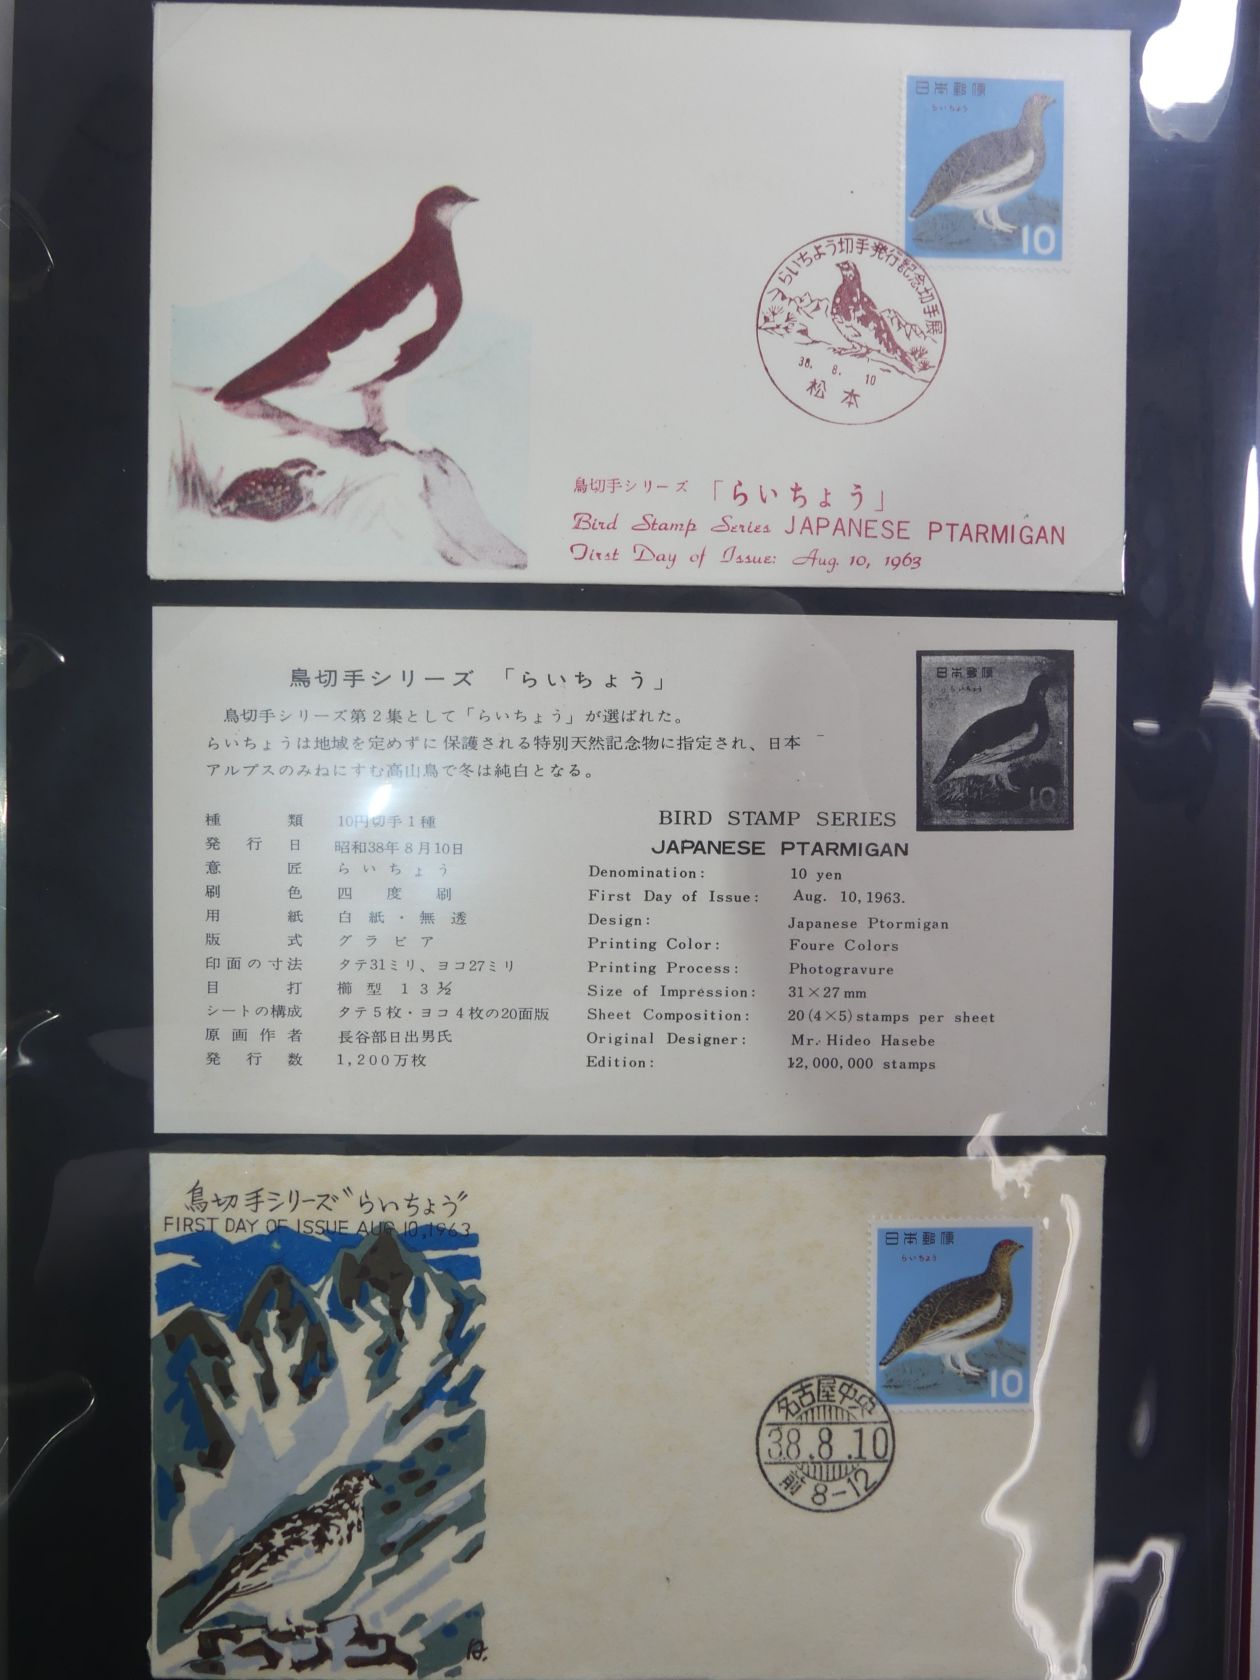 日本郵便
らいちょう
10
らいちよう切手発行記念切手展
38. 8. 10
松本
鳥切手シリーズ 「らいちょう」
Bird Stamp Series JAPANESE PTARMIGAN
First Day of Issue: Aug. 10, 1963
鳥切手シリーズ 「らいちょう」
鳥切手シリーズ第2集として「らいちょう」が選ばれた。
らいちょうは地域を定めずに保護される特別天然記念物に指定され、日本
アルプスのみねにすむ高山鳥で冬は純白となる。
日本郵便
らいちょう
10
種類 10円切手1種
発行日 昭和38年8月10日
意匠 らいちょう
刷色 四度刷
用紙 白紙・無透
版式 グラビア
印面の寸法 タテ31ミリ、ヨコ27ミリ
目打 櫛型 13½
シートの構成 タテ5枚・ヨコ4枚の20面版
原画作者 長谷部日出男氏
発行数 1,200万枚
BIRD STAMP SERIES
JAPANESE PTARMIGAN
Denomination: 10 yen
First Day of Issue: Aug. 10, 1963.
Design: Japanese Ptormigan
Printing Color: Foure Colors
Printing Process: Photogravure
Size of Impression: 31×27mm
Sheet Composition: 20(4×5)stamps per sheet
Original Designer: Mr. Hideo Hasebe
Edition: 12,000,000 stamps
鳥切手シリーズ"らいちょう"
FIRST DAY OF ISSUE AUG 10,1963
日本郵便
らいちょう
10
名古屋中央
38.8.10
前8-12